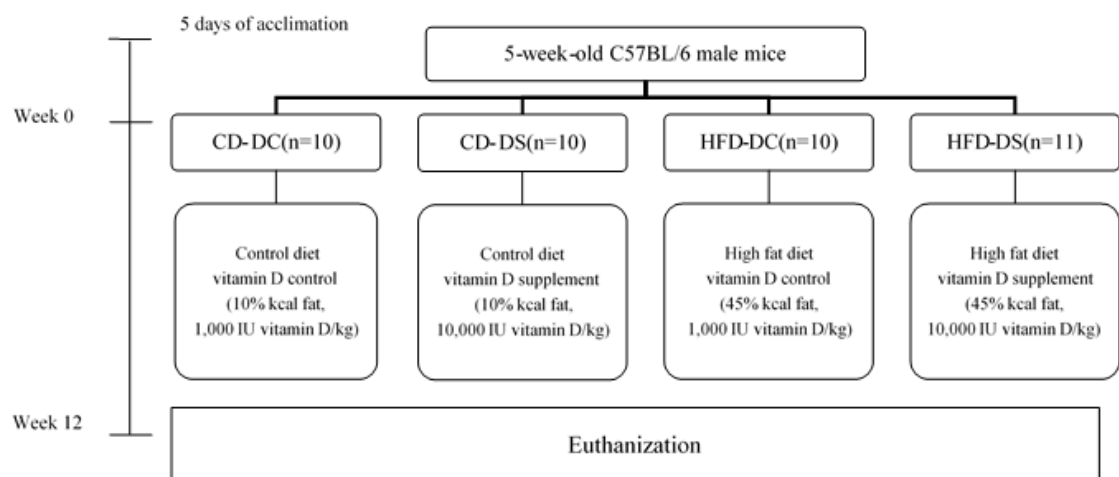 5 days of acclimation
5-week-old C57BL/6 male mice
Week 0
CD-DC(n=10)
CD-DS(n=10)
HFD-DC(n=10)
HFD-DS(n=11)
Control diet
vitamin D control
(10% kcal fat,
1,000 IU vitamin D/kg)
Control diet
vitamin D supplement
(10% kcal fat,
10,000 IU vitamin D/kg)
High fat diet
vitamin D control
(45% kcal fat,
1,000 IU vitamin D/kg)
High fat diet
vitamin D supplement
(45% kcal fat,
10,000 IU vitamin D/kg)
Week 12
Euthanization